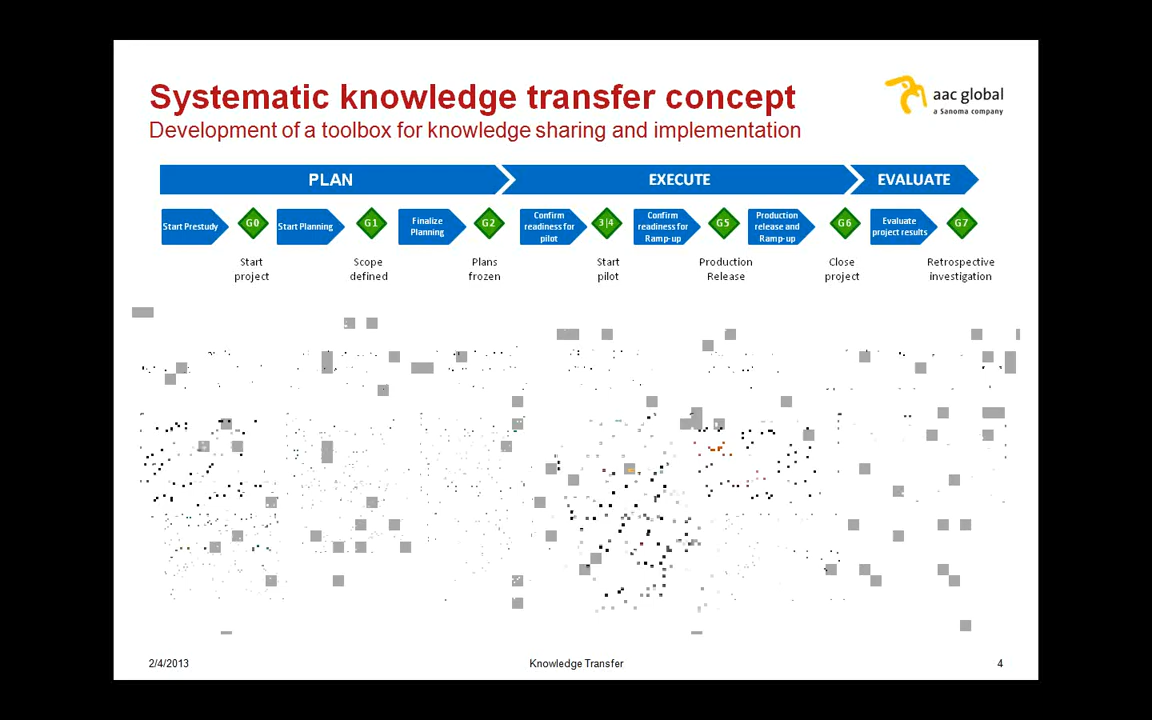 Systematic knowledge transfer concept
Development of a toolbox for knowledge sharing and implementation
aac global
a Sanoma company
PLAN
EXECUTE
EVALUATE
Start Prestudy
G0
Start Planning
G1
Finalize
Planning
G2
Confirm
readiness for
pilot
3|4
Confirm
readiness for
Ramp-up
G5
Production
release and
Ramp-up
G6
Evaluate
project results
G7
Start
project
Scope
defined
Plans
frozen
Start
pilot
Production
Release
Close
project
Retrospective
investigation
2/4/2013
Knowledge Transfer
4